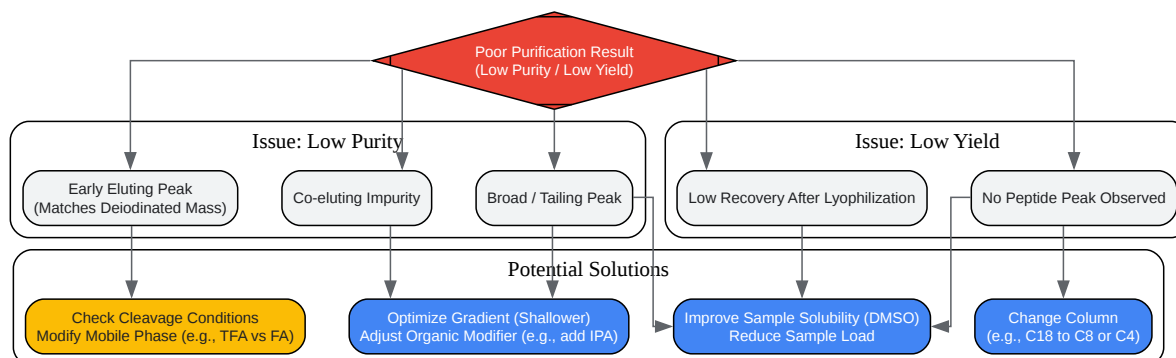 Poor Purification Result
(Low Purity / Low Yield)
Issue: Low Purity
Issue: Low Yield
Early Eluting Peak
(Matches Deiodinated Mass)
Co-eluting Impurity
Broad / Tailing Peak
Low Recovery After Lyophilization
No Peptide Peak Observed
Potential Solutions
Check Cleavage Conditions
Modify Mobile Phase (e.g., TFA vs FA)
Optimize Gradient (Shallower)
Adjust Organic Modifier (e.g., add IPA)
Improve Sample Solubility (DMSO)
Reduce Sample Load
Change Column
(e.g., C18 to C8 or C4)